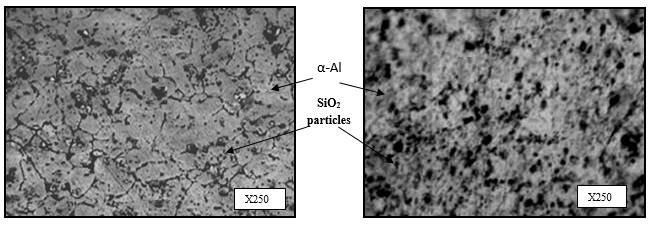 α-Al
SiO₂
particles
X250
X250